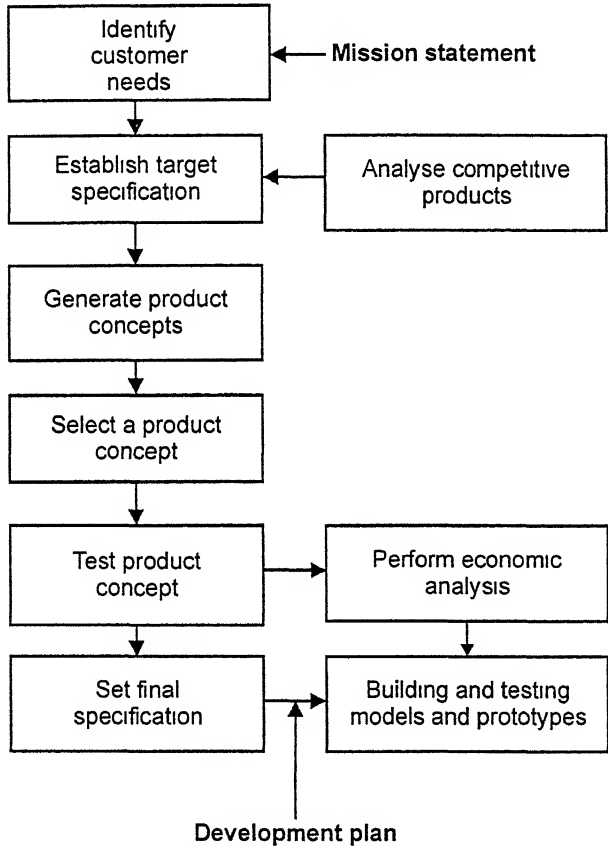 Identify
customer
needs
Mission statement
Establish target
specification
Analyse competitive
products
Generate product
concepts
Select a product
concept
Test product
concept
Perform economic
analysis
Set final
specification
Building and testing
models and prototypes
Development plan